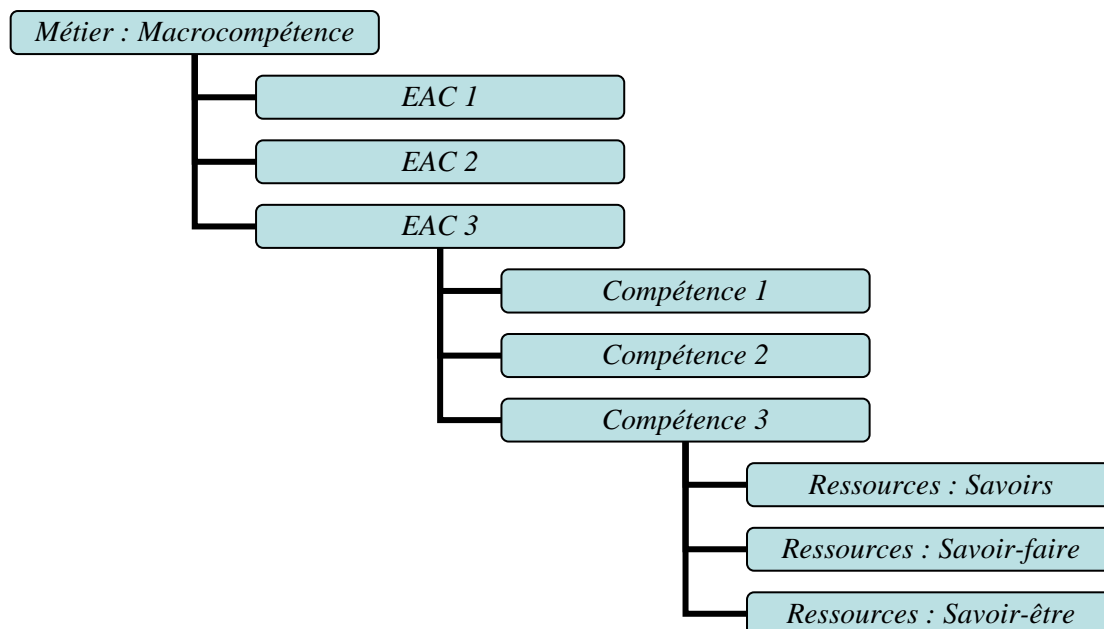 Métier : Macrocompétence
EAC 1
EAC 2
EAC 3
Compétence 1
Compétence 2
Compétence 3
Ressources : Savoirs
Ressources : Savoir-faire
Ressources : Savoir-être